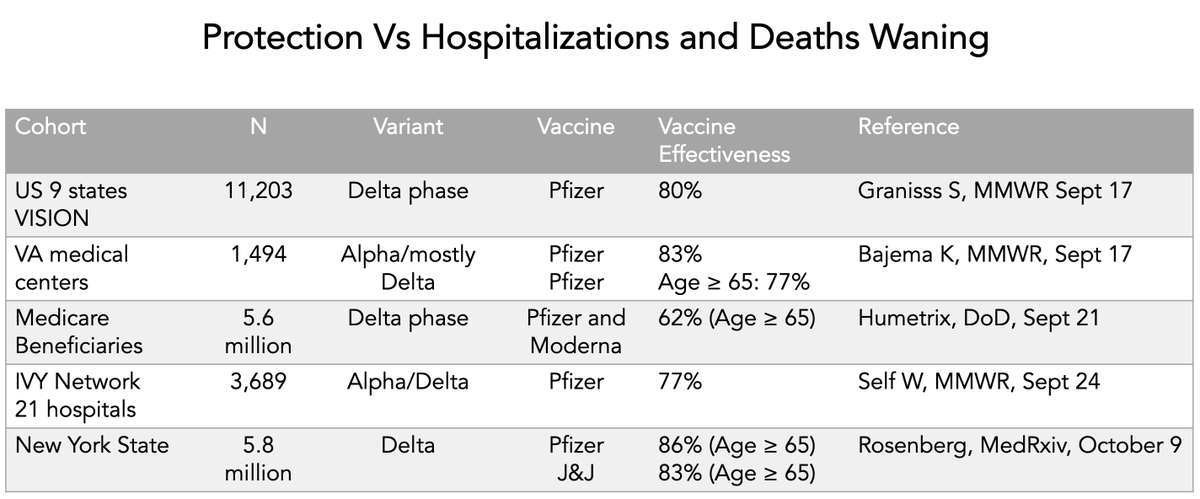 Protection Vs Hospitalizations and Deaths Waning
Cohort N Variant Vaccine Vaccine Effectiveness Reference
US 9 states VISION 11,203 Delta phase Pfizer 80% Granisss S, MMWR Sept 17
VA medical centers 1,494 Alpha/mostly Delta Pfizer Pfizer 83% Age ≥ 65: 77% Bajema K, MMWR, Sept 17
Medicare Beneficiaries 5.6 million Delta phase Pfizer and Moderna 62% (Age ≥ 65) Humetrix, DoD, Sept 21
IVY Network 21 hospitals 3,689 Alpha/Delta Pfizer 77% Self W, MMWR, Sept 24
New York State 5.8 million Delta Pfizer J&J 86% (Age ≥ 65) 83% (Age ≥ 65) Rosenberg, MedRxiv, October 9